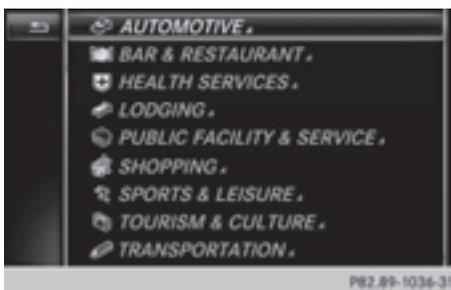 AUTOMOTIVE
BAR & RESTAURANT
HEALTH SERVICES
LODGING
PUBLIC FACILITY & SERVICE
SHOPPING
SPORTS & LEISURE
TOURISM & CULTURE
TRANSPORTATION
P82.89-1036-31